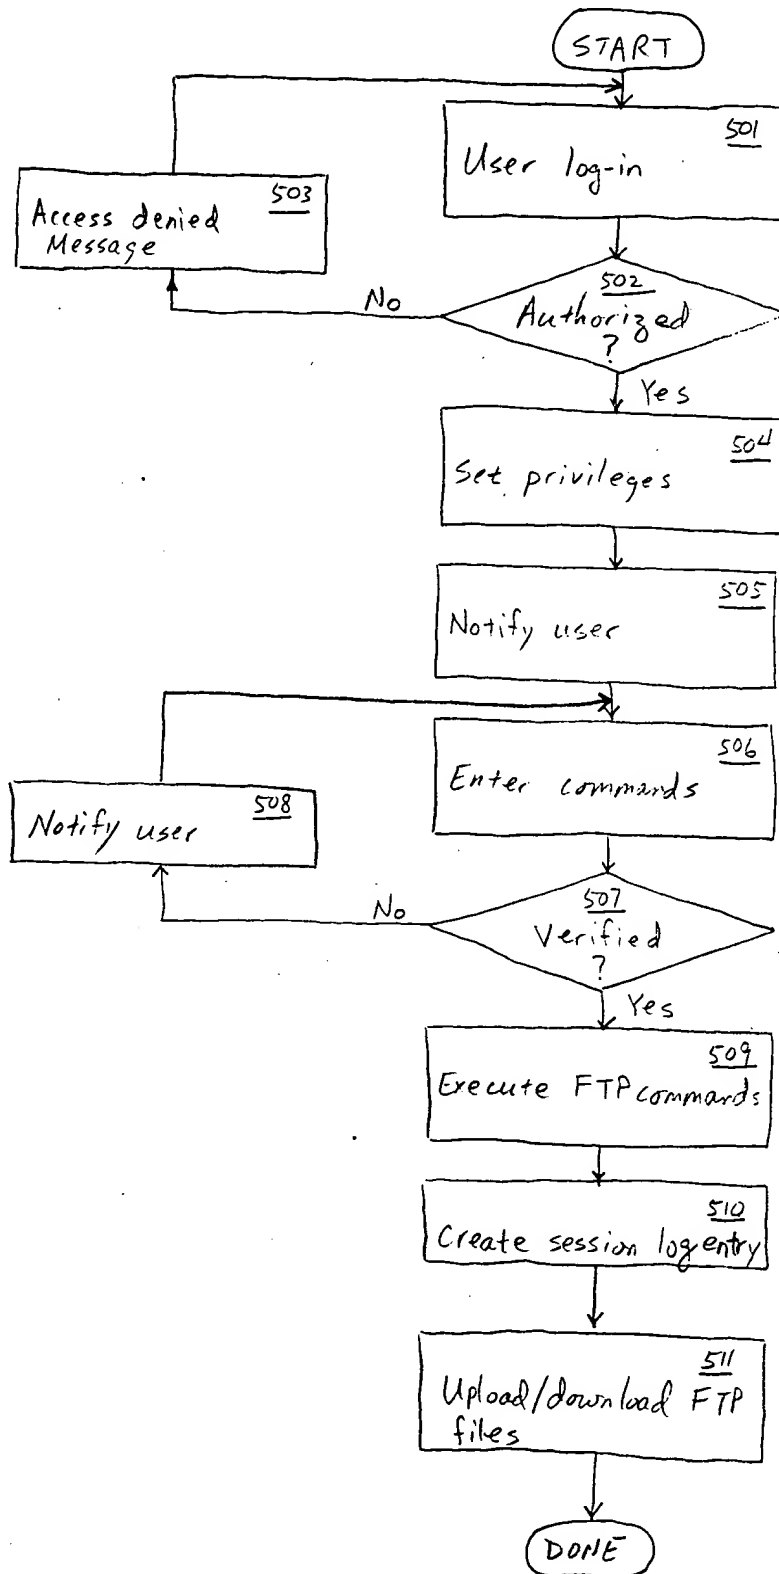 START
501
User log-in
503
Access denied
Message
502
Authorized
?
No
Yes
504
Set privileges
505
Notify user
506
Enter commands
508
Notify user
507
Verified
?
No
Yes
509
Execute FTP commands
510
Create session log entry
511
Upload/download FTP
files
DONE